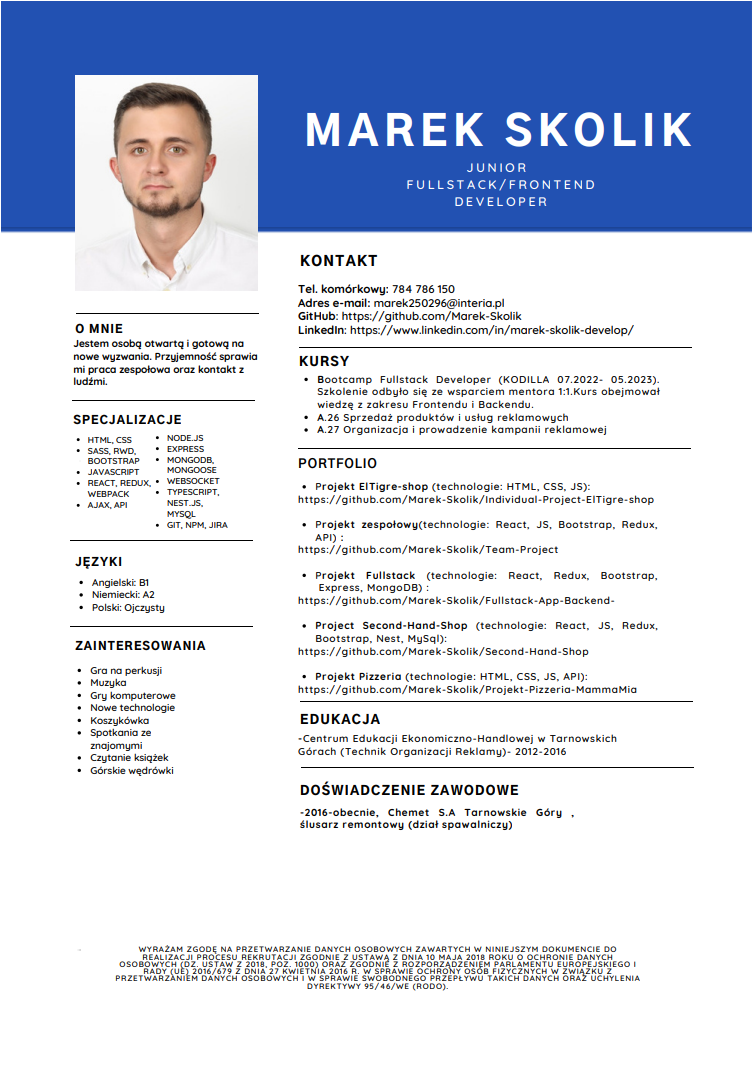 MAREK SKOLIK
JUNIOR
FULLSTACK/FRONTEND
DEVELOPER
O MNIE
Jestem osobą otwartą i gotową na
nowe wyzwania. Przyjemność sprawia
mi praca zespołowa oraz kontakt z
ludźmi.
SPECJALIZACJE
• HTML, CSS
• SASS, RWD,
BOOTSTRAP
• JAVASCRIPT
• REACT, REDUX,
WEBPACK
• AJAX, API
• NODE.JS
• EXPRESS
• MONGODB,
MONGOOSE
• WEBSOCKET
• TYPESCRIPT,
NEST.JS,
MYSQL
• GIT, NPM, JIRA
JĘZYKI
• Angielski: B1
• Niemiecki: A2
• Polski: Ojczysty
ZAINTERESOWANIA
• Gra na perkusji
• Muzyka
• Gry komputerowe
• Nowe technologie
• Koszykówka
• Spotkania ze
znajomymi
• Czytanie książek
• Górskie wędrówki
KONTAKT
Tel. komórkowy: 784 786 150
Adres e-mail: marek250296@interia.pl
GitHub: https://github.com/Marek-Skolik
LinkedIn: https://www.linkedin.com/in/marek-skolik-develop/
KURSY
• Bootcamp Fullstack Developer (KODILLA 07.2022- 05.2023).
Szkolenie odbyło się ze wsparciem mentora 1:1.Kurs obejmował
wiedzę z zakresu Frontendu i Backendu.
• A.26 Sprzedaż produktów i usług reklamowych
• A.27 Organizacja i prowadzenie kampanii reklamowej
PORTFOLIO
• Projekt ElTigre-shop (technologie: HTML, CSS, JS):
https://github.com/Marek-Skolik/Individual-Project-ElTigre-shop
• Projekt zespołowy(technologie: React, JS, Bootstrap, Redux,
API) :
https://github.com/Marek-Skolik/Team-Project
• Projekt Fullstack (technologie: React, Redux, Bootstrap,
Express, MongoDB) :
https://github.com/Marek-Skolik/Fullstack-App-Backend-
• Project Second-Hand-Shop (technologie: React, JS, Redux,
Bootstrap, Nest, MySql):
https://github.com/Marek-Skolik/Second-Hand-Shop
• Projekt Pizzeria (technologie: HTML, CSS, JS, API):
https://github.com/Marek-Skolik/Projekt-Pizzeria-MammaMia
EDUKACJA
-Centrum Edukacji Ekonomiczno-Handlowej w Tarnowskich
Górach (Technik Organizacji Reklamy)- 2012-2016
DOŚWIADCZENIE ZAWODOWE
-2016-obecnie, Chemet S.A Tarnowskie Góry ,
ślusarz remontowy (dział spawalniczy)
WYRAŻAM ZGODĘ NA PRZETWARZANIE DANYCH OSOBOWYCH ZAWARTYCH W NINIEJSZYM DOKUMENCIE DO
REALIZACJI PROCESU REKRUTACJI ZGODNIE Z USTAWĄ Z DNIA 10 MAJA 2018 ROKU O OCHRONIE DANYCH
OSOBOWYCH (DZ. USTAW Z 2018, POZ. 1000) ORAZ ZGODNIE Z ROZPORZĄDZENIEM PARLAMENTU EUROPEJSKIEGO I
RADY (UE) 2016/679 Z DNIA 27 KWIETNIA 2016 R. W SPRAWIE OCHRONY OSÓB FIZYCZNYCH W ZWIĄZKU Z
PRZETWARZANIEM DANYCH OSOBOWYCH I W SPRAWIE SWOBODNEGO PRZEPŁYWU TAKICH DANYCH ORAZ UCHYLENIA
DYREKTYWY 95/46/WE (RODO).